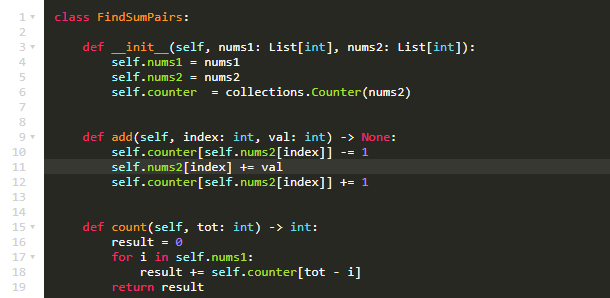 1 class FindSumPairs:
2
3     def __init__(self, nums1: List[int], nums2: List[int]):
4         self.nums1 = nums1
5         self.nums2 = nums2
6         self.counter  = collections.Counter(nums2)
7
8
9     def add(self, index: int, val: int) -> None:
10         self.counter[self.nums2[index]] -= 1
11         self.nums2[index] += val
12         self.counter[self.nums2[index]] += 1
13
14
15     def count(self, tot: int) -> int:
16         result = 0
17         for i in self.nums1:
18             result += self.counter[tot - i]
19         return result